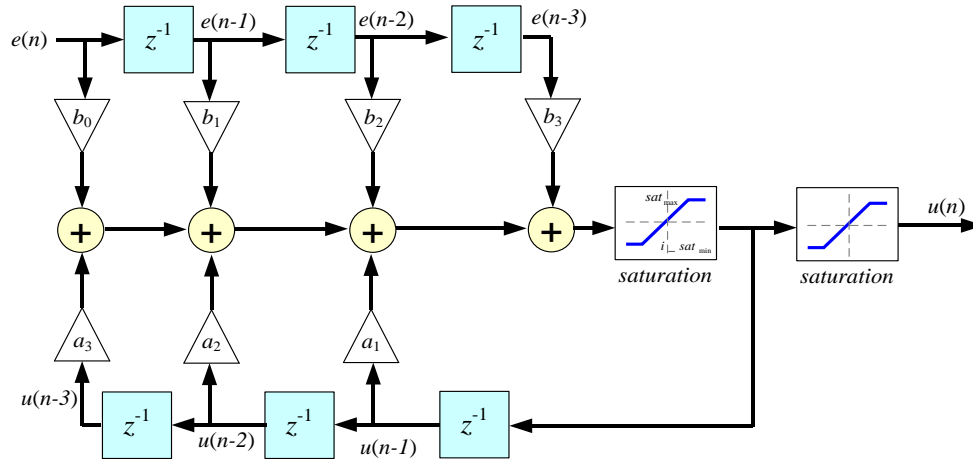 e(n)
z⁻¹
e(n-1)
z⁻¹
e(n-2)
z⁻¹
e(n-3)
b₀
b₁
b₂
b₃
+
+
+
+
sat max
i_ sat min
saturation
saturation
u(n)
a₃
a₂
a₁
u(n-3)
z⁻¹
u(n-2)
z⁻¹
u(n-1)
z⁻¹